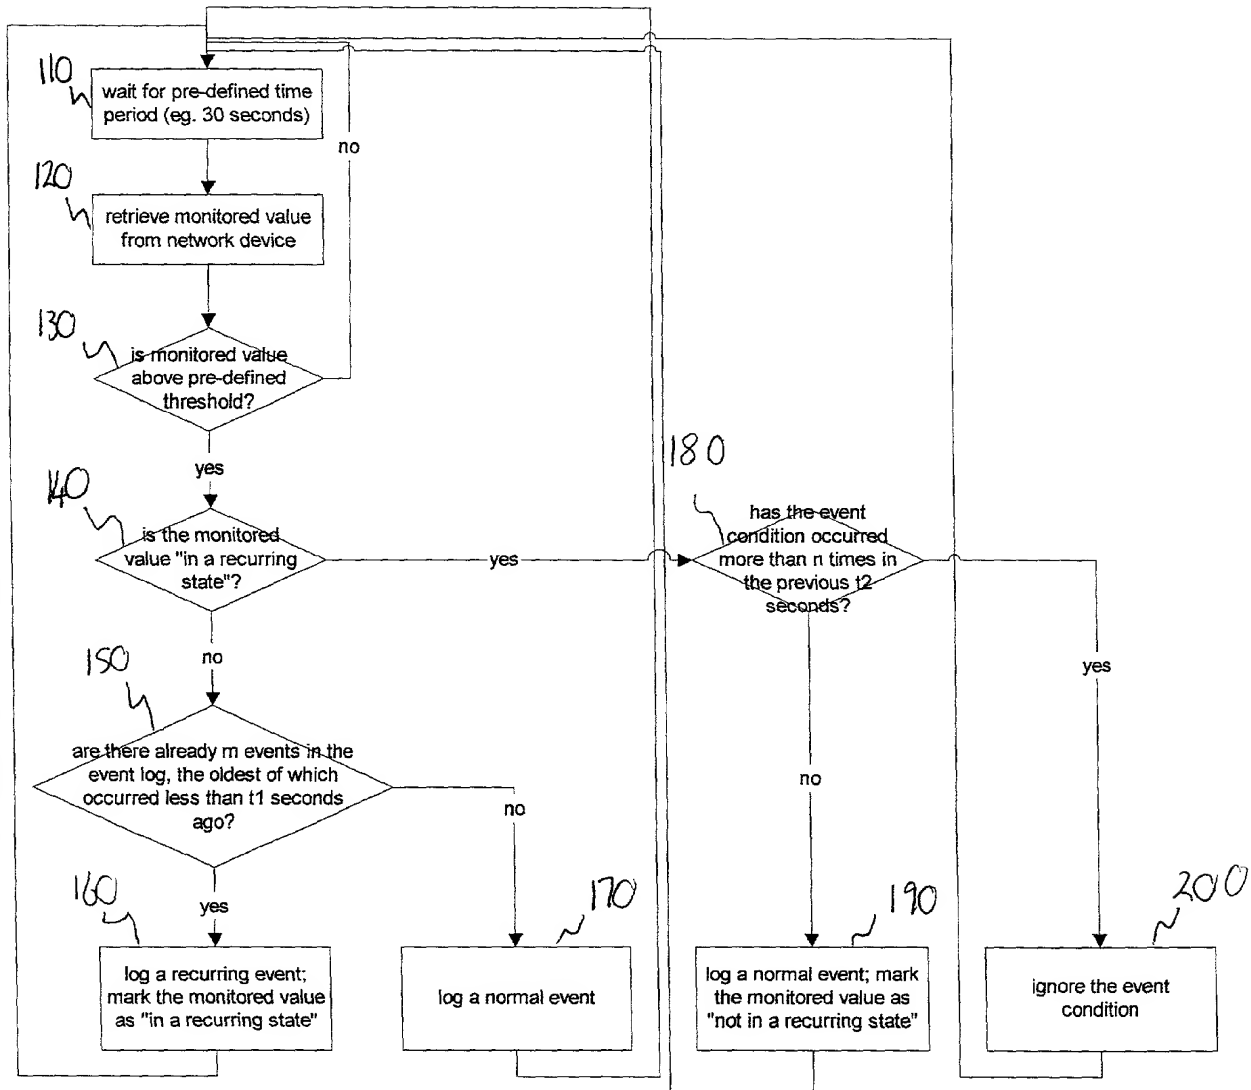 110
wait for pre-defined time
period (eg. 30 seconds)
no
120
retrieve monitored value
from network device
130
is monitored value
above pre-defined
threshold?
yes
140
is the monitored
value "in a recurring
state"?
yes
180
has the event
condition occurred
more than n times in
the previous t2
seconds?
no
yes
150
are there already m events in the
event log, the oldest of which
occurred less than t1 seconds
ago?
no
no
yes
160
log a recurring event;
mark the monitored value
as "in a recurring state"
170
log a normal event
190
log a normal event; mark
the monitored value as
"not in a recurring state"
200
ignore the event
condition